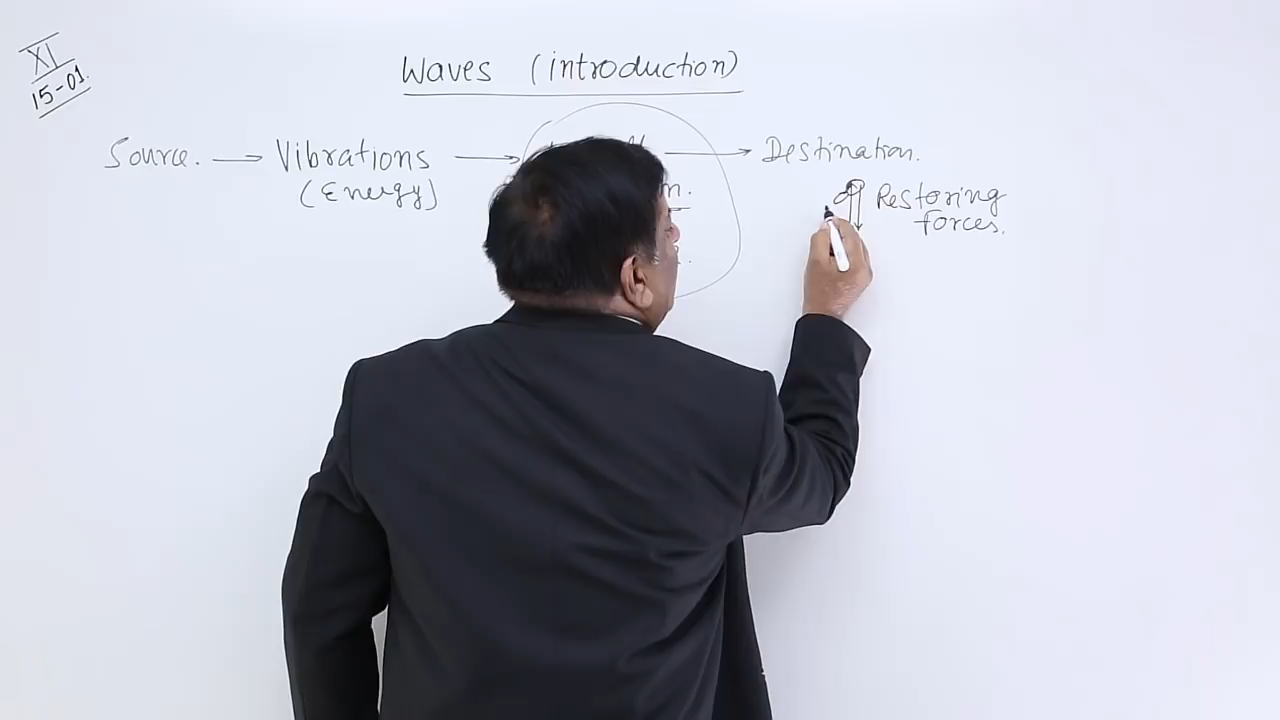 XI
15-01.
Waves (introduction)
Source. → Vibrations → → Destination.
(Energy)
Restoring
forces.